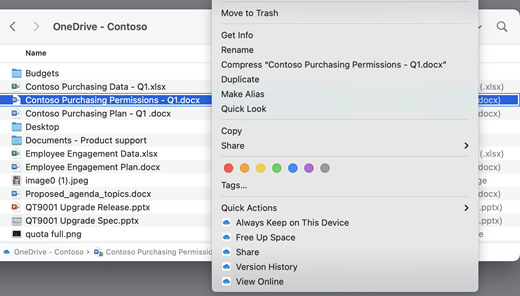 OneDrive - Contoso
Name
Budgets
Contoso Purchasing Data - Q1.xlsx
Contoso Purchasing Permissions - Q1.docx
Contoso Purchasing Plan - Q1 .docx
Desktop
Documents - Product support
Employee Engagement Data.xlsx
Employee Engagement Plan.docx
image0 (1).jpeg
Proposed_agenda_topics.docx
QT9001 Upgrade Release.pptx
QT9001 Upgrade Spec.pptx
quota full.png
OneDrive - Contoso › Contoso Purchasing Permissio
Move to Trash
Get Info
Rename
Compress “Contoso Purchasing Permissions - Q1.docx”
Duplicate
Make Alias
Quick Look
Copy
Share
Tags...
Quick Actions
Always Keep on This Device
Free Up Space
Share
Version History
View Online
(.xlsx)
docx)
docx)
(.xlsx)
docx)
docx)
(.pptx)
(.pptx)